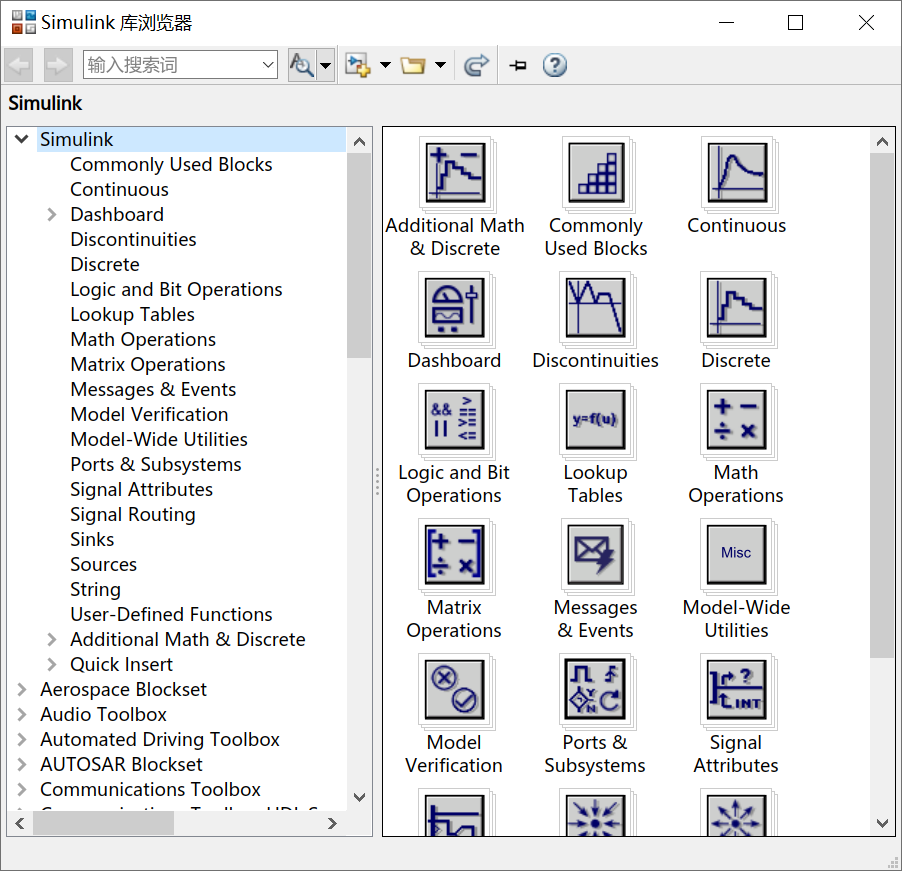 Simulink 库浏览器
输入搜索词
Simulink
Simulink
Commonly Used Blocks
Continuous
Dashboard
Discontinuities
Discrete
Logic and Bit Operations
Lookup Tables
Math Operations
Matrix Operations
Messages & Events
Model Verification
Model-Wide Utilities
Ports & Subsystems
Signal Attributes
Signal Routing
Sinks
Sources
String
User-Defined Functions
Additional Math & Discrete
Quick Insert
Aerospace Blockset
Audio Toolbox
Automated Driving Toolbox
AUTOSAR Blockset
Communications Toolbox
Additional Math
& Discrete
Commonly
Used Blocks
Continuous
Dashboard
Discontinuities
Discrete
&& >
== 
|| >=
<=
Logic and Bit
Operations
y=f(u)
Lookup
Tables
+ −
÷ ×
Math
Operations
+ −
÷ ×
Matrix
Operations
Messages
& Events
Misc
Model-Wide
Utilities
Model
Verification
Y
N
Ports &
Subsystems
?
INT
Signal
Attributes